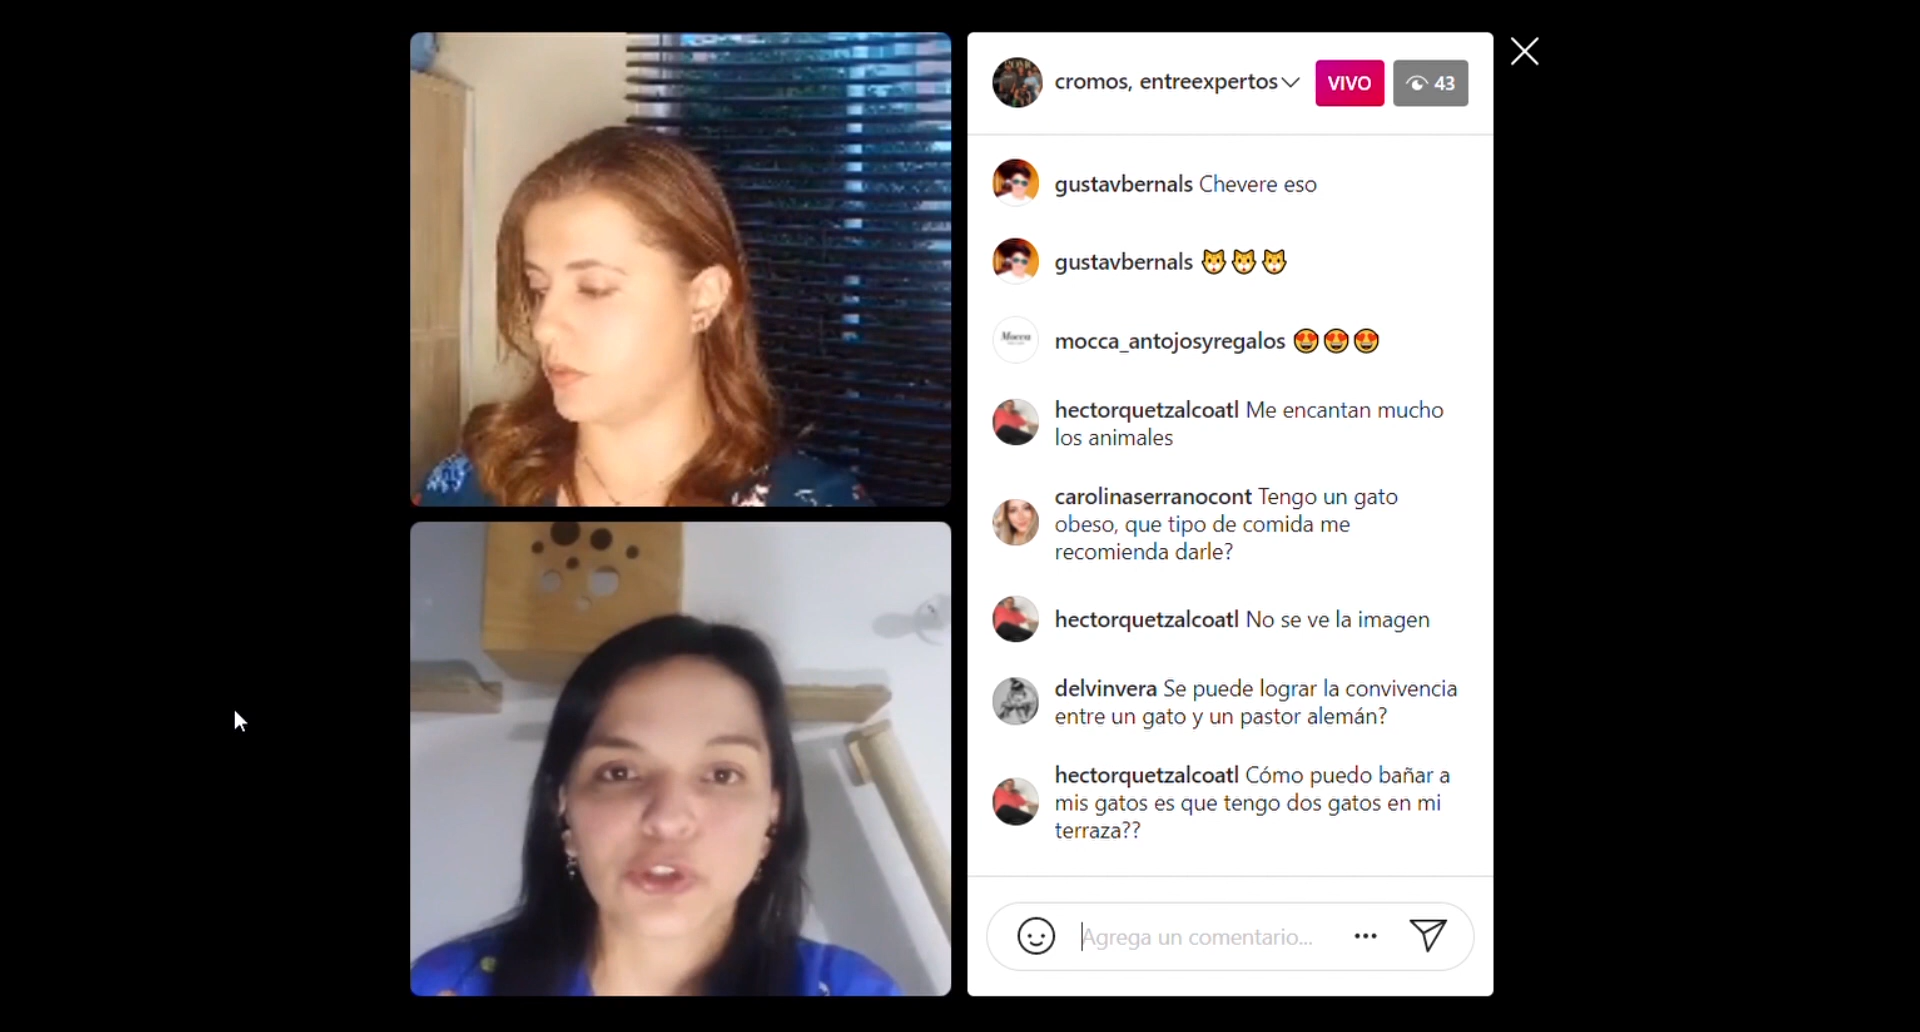 cromos, entreexpertos
VIVO
43
gustavbernals Chevere eso
gustavbernals 🐱🐱🐱
Mocca
mocca_antojosyregalos 😍😍😍
hectorquetzalcoatl Me encantan mucho
los animales
carolinaserranocont Tengo un gato
obeso, que tipo de comida me
recomienda darle?
hectorquetzalcoatl No se ve la imagen
delvinvera Se puede lograr la convivencia
entre un gato y un pastor alemán?
hectorquetzalcoatl Cómo puedo bañar a
mis gatos es que tengo dos gatos en mi
terraza??
Agrega un comentario...